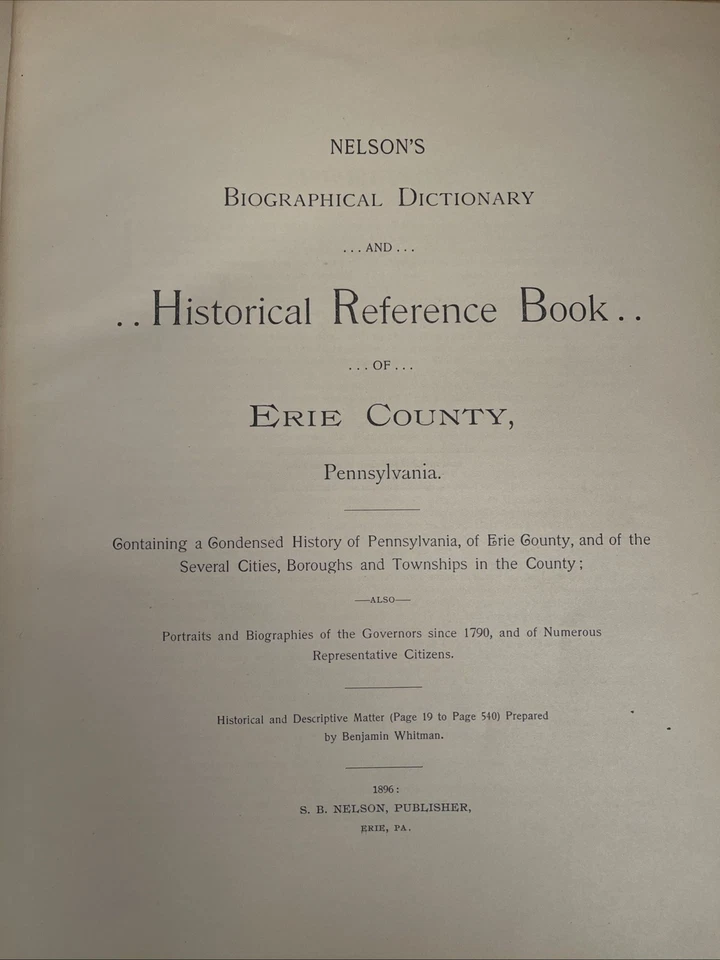 NELSON'S
BIOGRAPHICAL DICTIONARY
...AND...
..Historical Reference Book..
...OF...
ERIE COUNTY,
Pennsylvania.
Containing a Condensed History of Pennsylvania, of Erie County, and of the
Several Cities, Boroughs and Townships in the County;
—ALSO—
Portraits and Biographies of the Governors since 1790, and of Numerous
Representative Citizens.
Historical and Descriptive Matter (Page 19 to Page 540) Prepared
by Benjamin Whitman.
1896:
S. B. NELSON, PUBLISHER,
ERIE, PA.